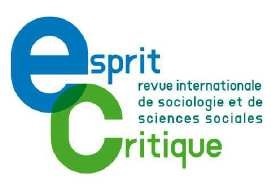 esprit
revue internationale
de sociologie et de
sciences sociales
critique